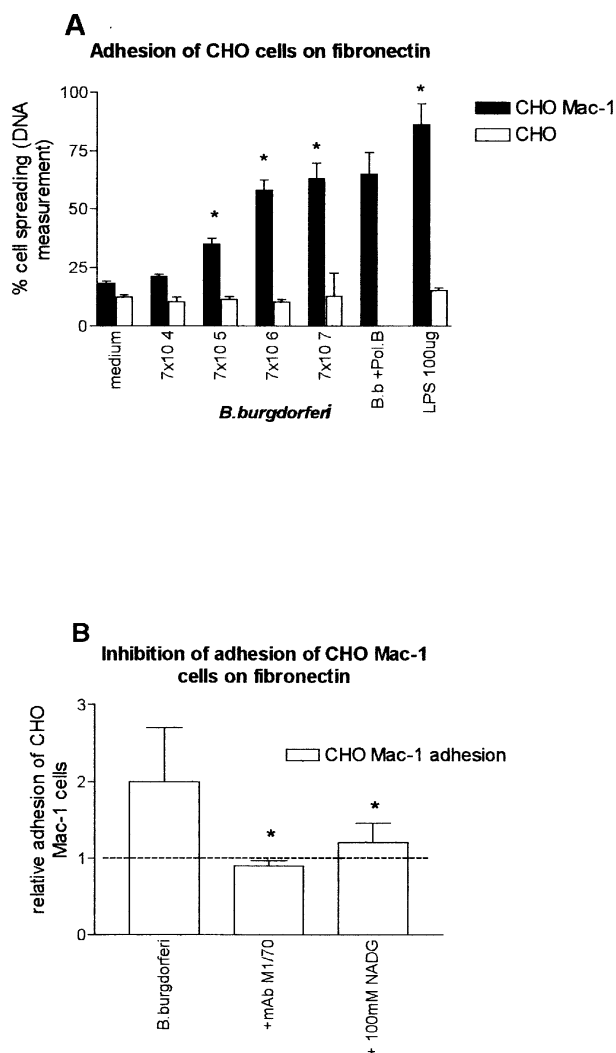 A
Adhesion of CHO cells on fibronectin
% cell spreading (DNA
measurement)
100
75
50
25
0
*
*
*
*
CHO Mac-1
CHO
medium
7x10 4
7x10 5
7x10 6
7x10 7
B.b +Pol.B
LPS 100ug
B.burgdorferi
B
Inhibition of adhesion of CHO Mac-1
cells on fibronectin
relative adhesion of CHO
Mac-1 cells
3
2
1
0
CHO Mac-1 adhesion
*
*
B.burgdorferi
+mAb M1/70
+ 100mM NADG